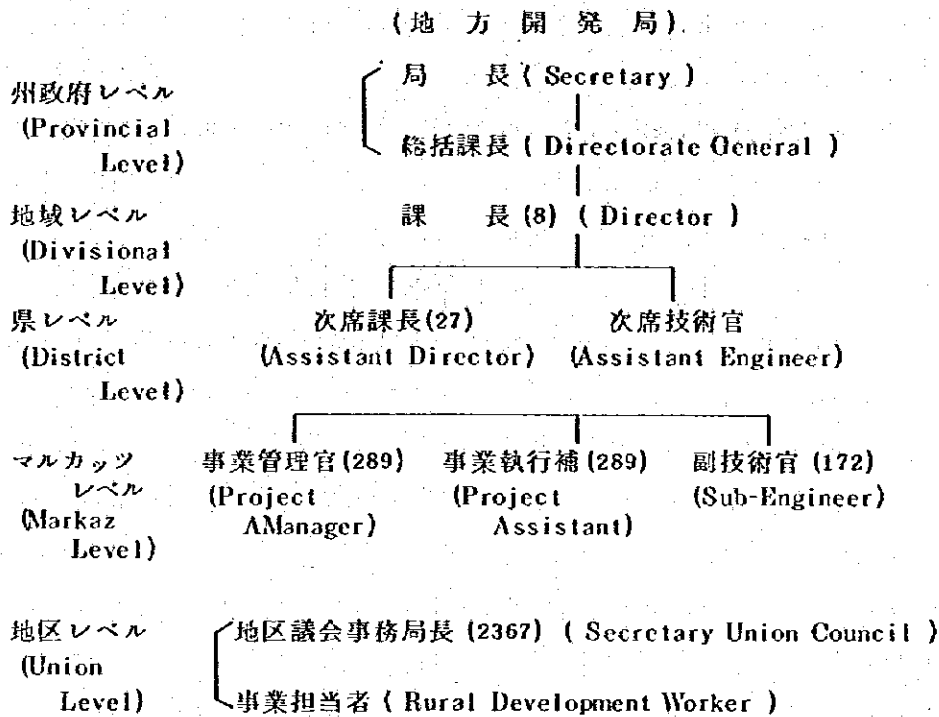 (地 方 開 発 局)
州政府レベル
(Provincial
Level)
局 長 ( Secretary )
総括課長 ( Directorate General )
地域レベル
(Divisional
Level)
課 長 (8) ( Director )
県レベル
(District
Level)
次席課長(27) 次席技術官
(Assistant Director) (Assistant Engineer)
マルカッツ
レベル
(Markaz
Level)
事業管理官(289) 事業執行補(289) 副技術官 (172)
(Project (Project (Sub-Engineer)
AManager) Assistant)
地区レベル
(Union
Level)
地区議会事務局長 (2367) ( Secretary Union Council )
事業担当者 ( Rural Development Worker )